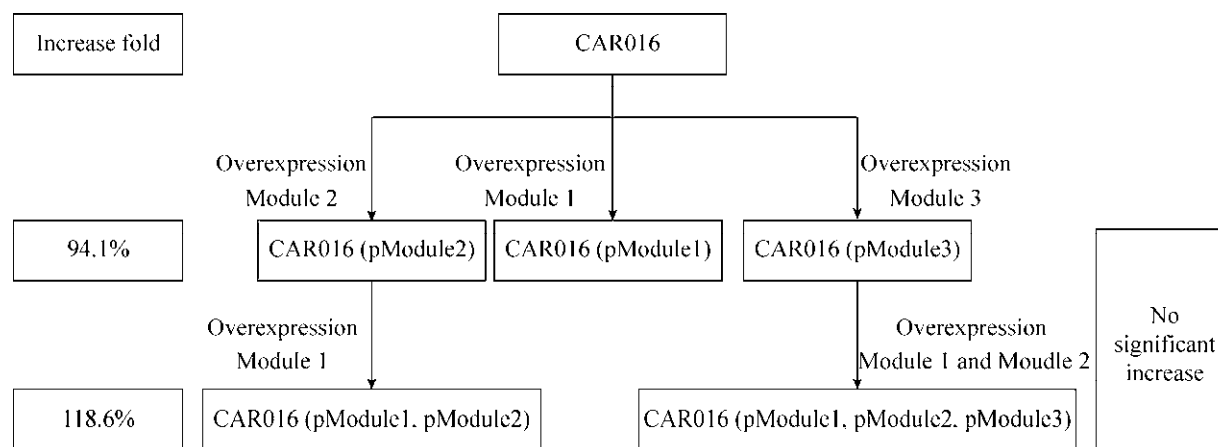 Increase fold
CAR016
Overexpression
Module 2
Overexpression
Module 1
Overexpression
Module 3
94.1%
CAR016 (pModule2)
CAR016 (pModule1)
CAR016 (pModule3)
Overexpression
Module 1
Overexpression
Module 1 and Moudle 2
No
significant
increase
118.6%
CAR016 (pModule1, pModule2)
CAR016 (pModule1, pModule2, pModule3)